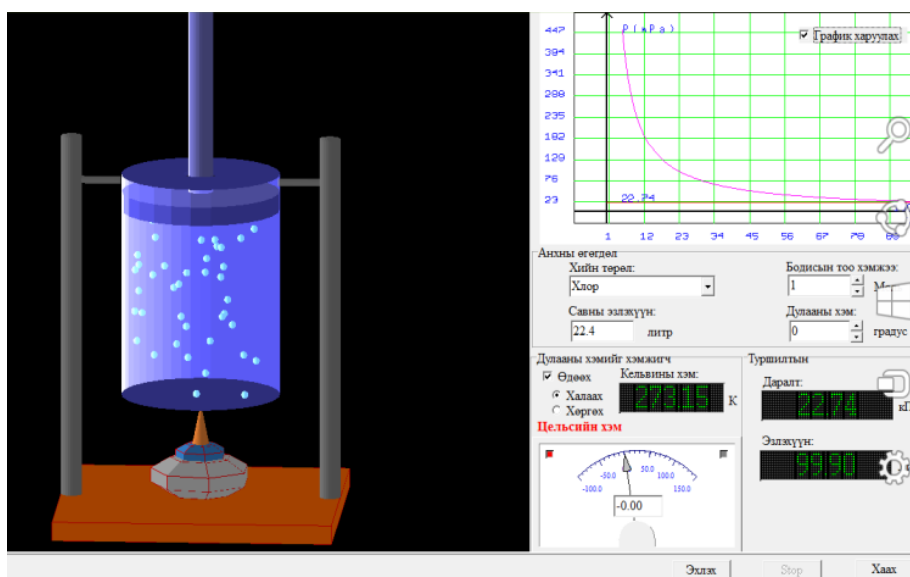 P(mPa)
График харуулах
447
394
341
288
235
182
129
76
23
22.74
1 12 23 34 45 56 67 78 89
Анхны өгөгдөл
Хийн төрөл:
Бодисын тоо хэмжээ:
Хлор
1
Савны эзлэхүүн:
Дулааны хэм:
22.4 литр
0 градус
Дулааны хэмийг хэмжигч
Туршилтын
Өдөөх
Кельвины хэм:
Халаах
Хөргөх
273.15 K
Даралт:
22.74
Цельсийн хэм
Эзлэхүүн:
99.90
-100.0 -50.0 50.0 100.0 150.0
-0.00
Эхлэх Stop Хаах